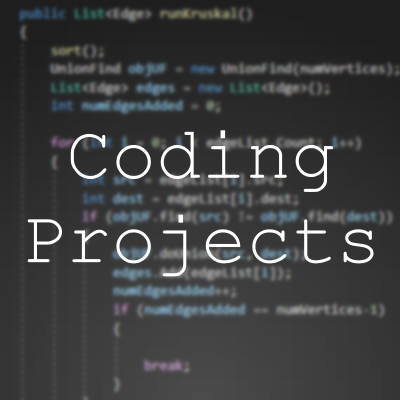 public List<Edge> runKruskal()
{
sort();
UnionFind objUF = new UnionFind(numVertices);
List<Edge> edges = new List<Edge>();
int numEdgesAdded = 0;
for (int i = 0; i edgeList.Count; i++)
{
int src = edgeList[i].src;
int dest = edgeList[i].dest;
if (objUF.find(src) != objUF.find(dest))
edges. (edgeList[i]);
numEdgesAdded++;
if (numEdgesAdded == numVertices-1)
{
break;
}
Coding
Projects